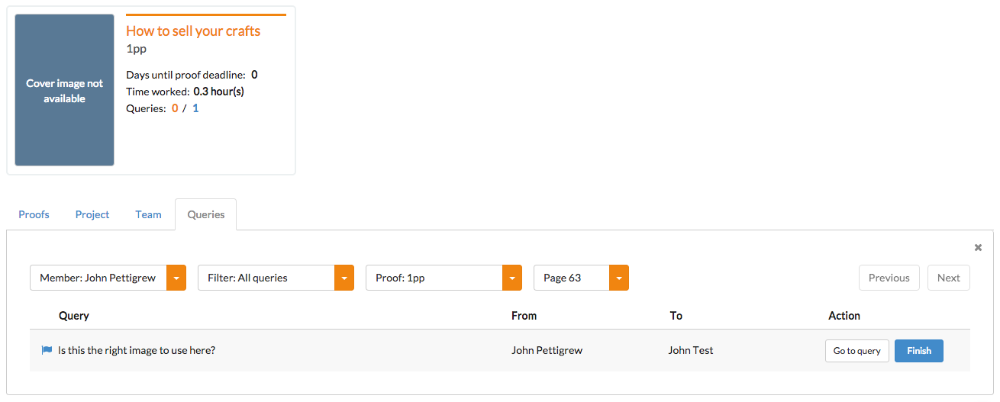 Cover image not
available
How to sell your crafts
1pp
Days until proof deadline: 0
Time worked: 0.3 hour(s)
Queries: 0 / 1
Proofs Project Team Queries
Member: John Pettigrew Filter: All queries Proof: 1pp Page 63 Previous Next
Query From To Action
Is this the right image to use here? John Pettigrew John Test Go to query Finish